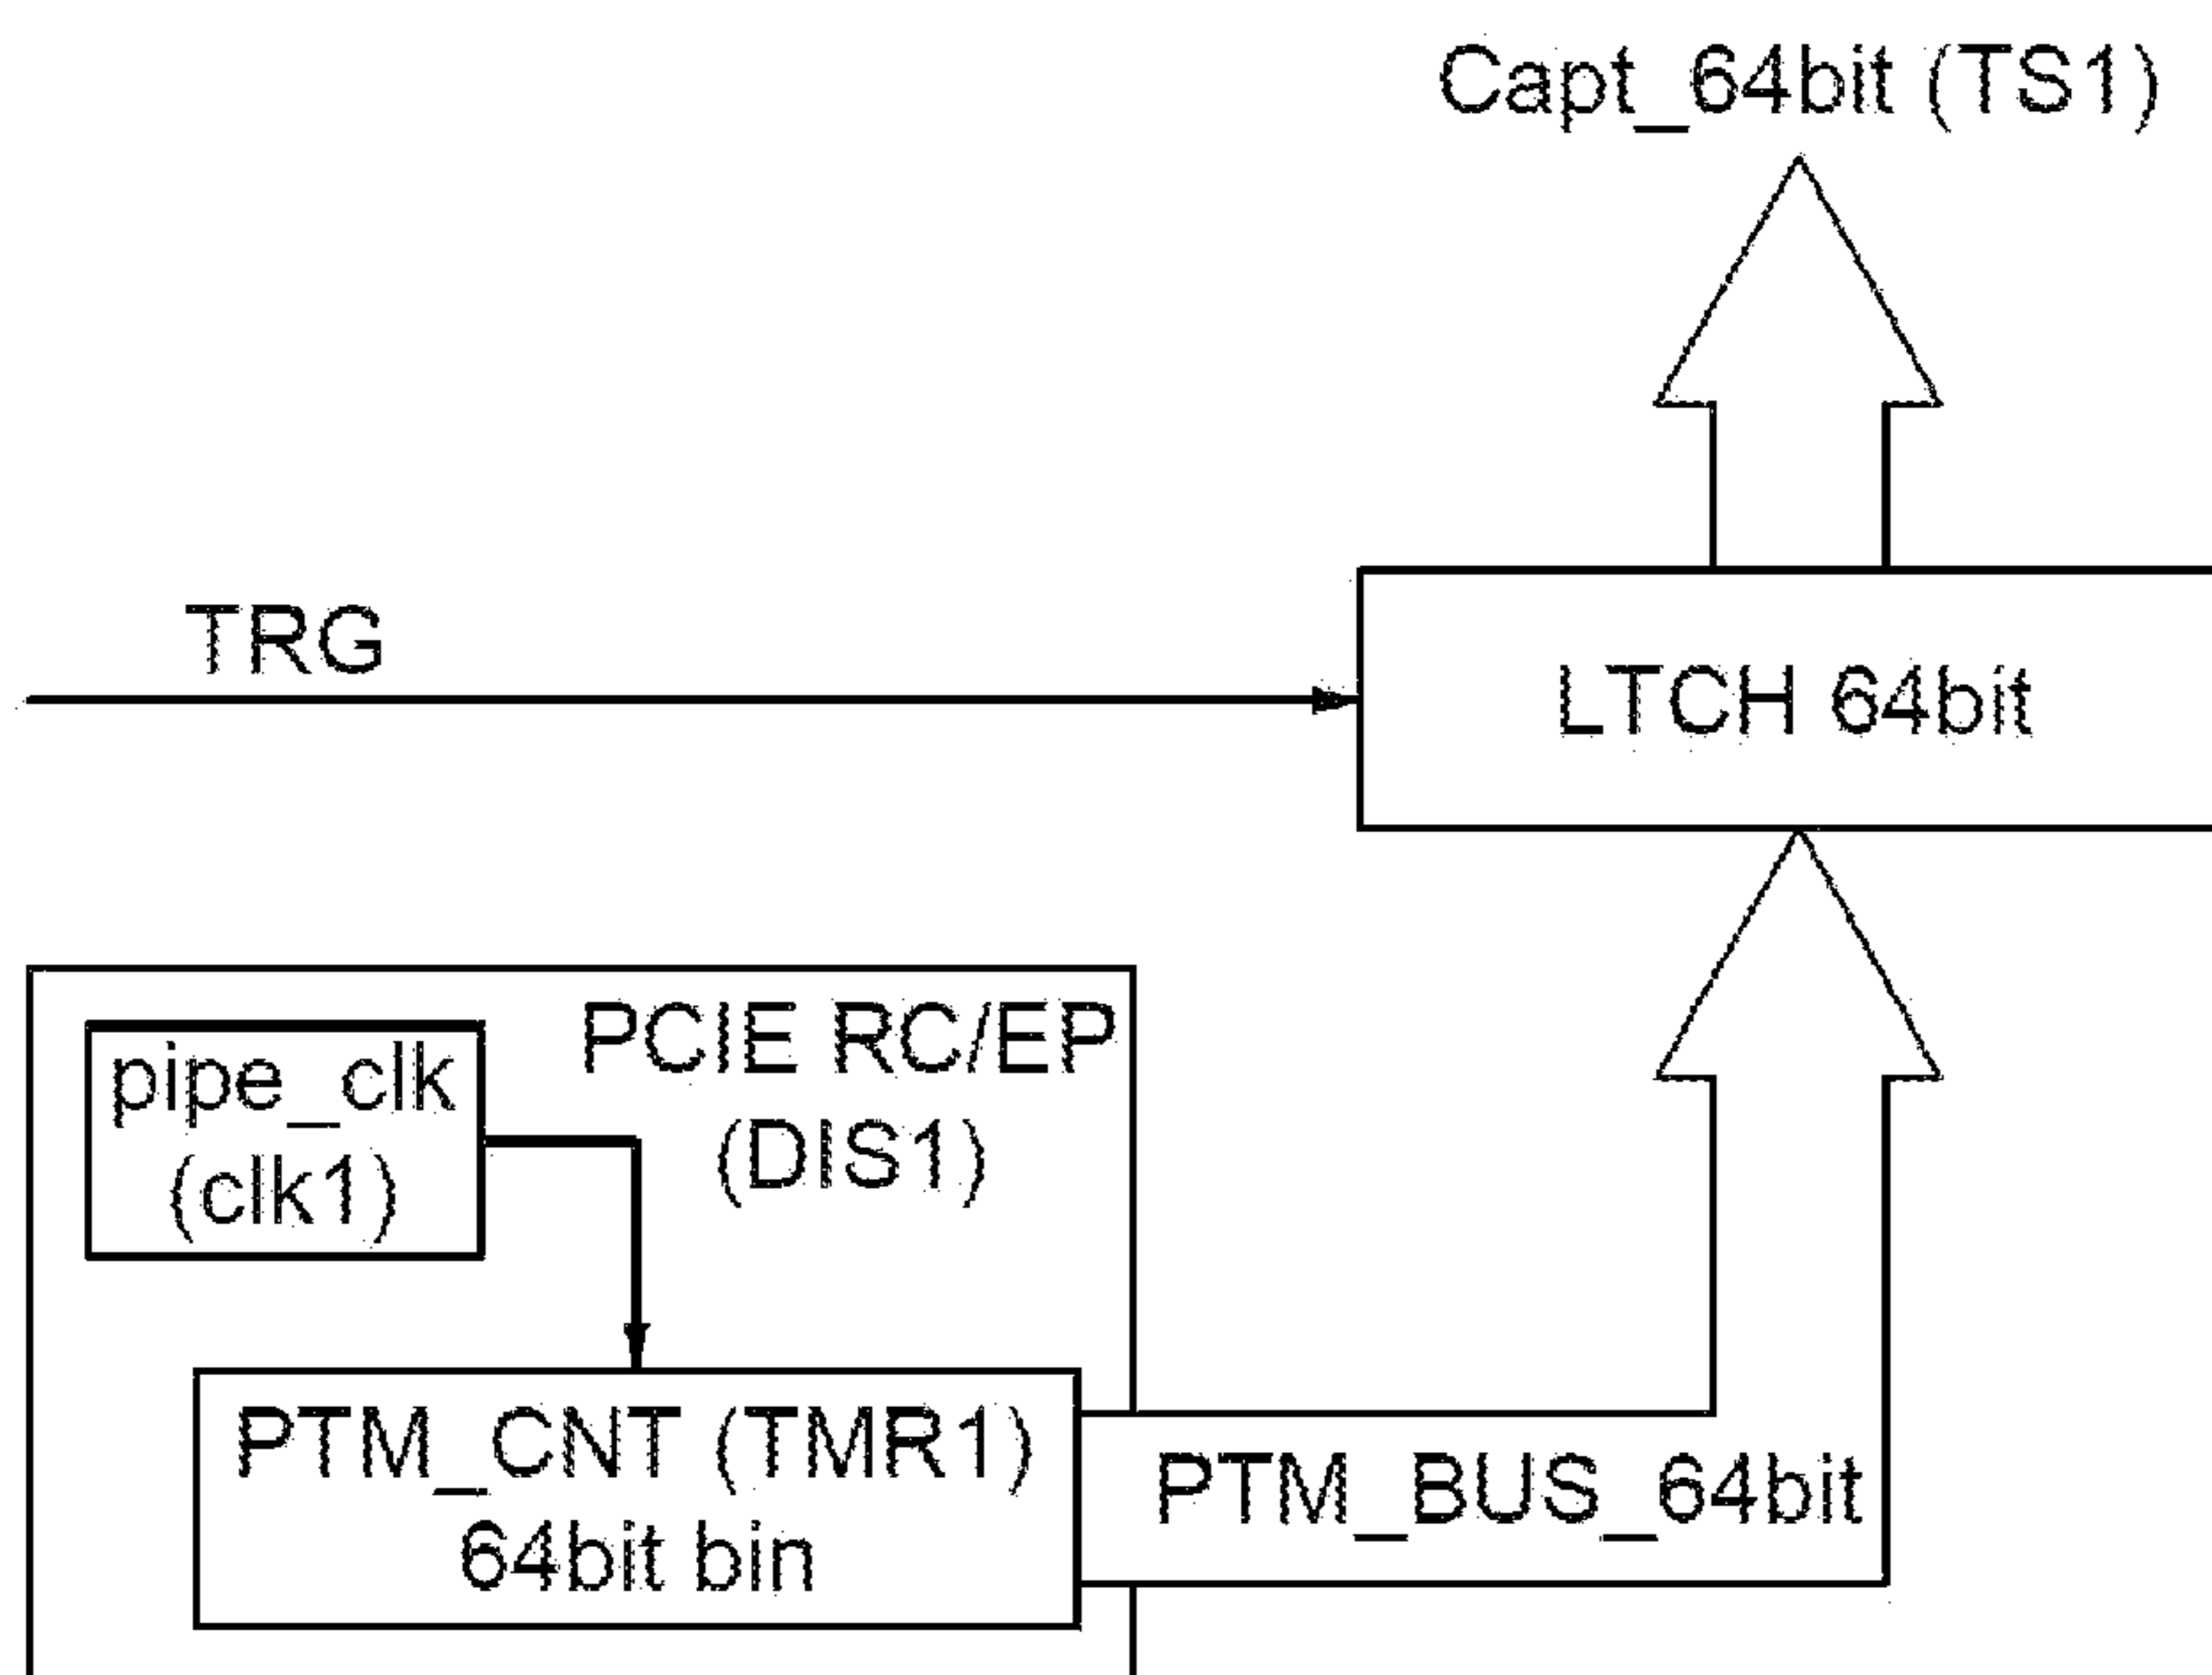 Capt_64bit (TS1)
TRG
LTCH 64bit
PCIE RC/EP
(DIS1)
pipe_clk
(clk1)
PTM_CNT (TMR1)
64bit bin
PTM_BUS_64bit